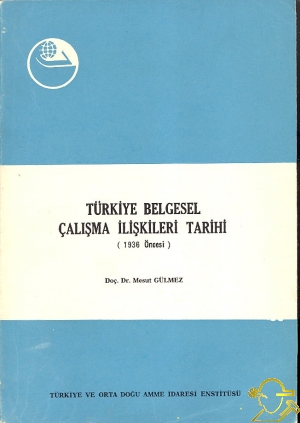 TÜRKİYE BELGESEL
ÇALIŞMA İLİŞKİLERİ TARİHİ
( 1936 Öncesi )
Doç. Dr. Mesut GÜLMEZ
TÜRKİYE VE ORTA DOĞU AMME İDARESİ ENSTİTÜSÜ